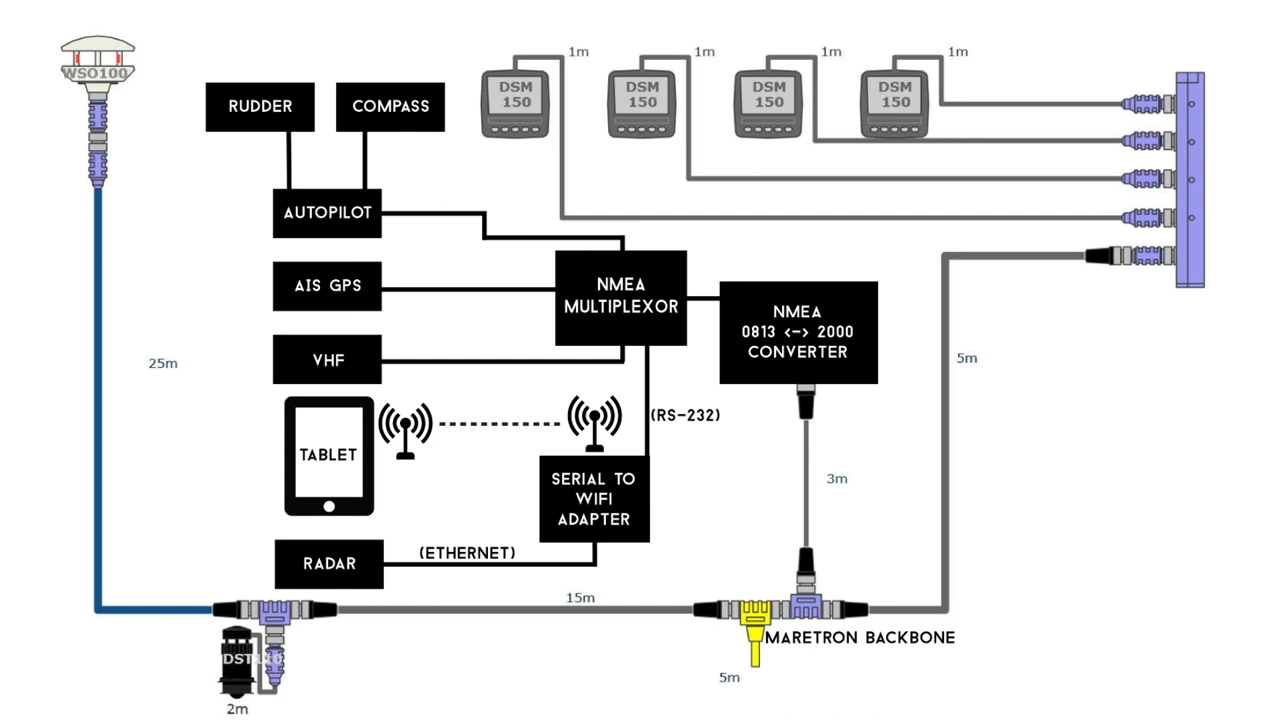 WSO100
RUDDER
COMPASS
AUTOPILOT
AIS GPS
VHF
TABLET
RADAR
(ETHERNET)
SERIAL TO
WIFI
ADAPTER
(RS-232)
NMEA
MULTIPLEXOR
NMEA
0813 <-> 2000
CONVERTER
DSM
150
1m
DSM
150
1m
DSM
150
1m
DSM
150
1m
25m
5m
3m
15m
MARETRON BACKBONE
5m
2m